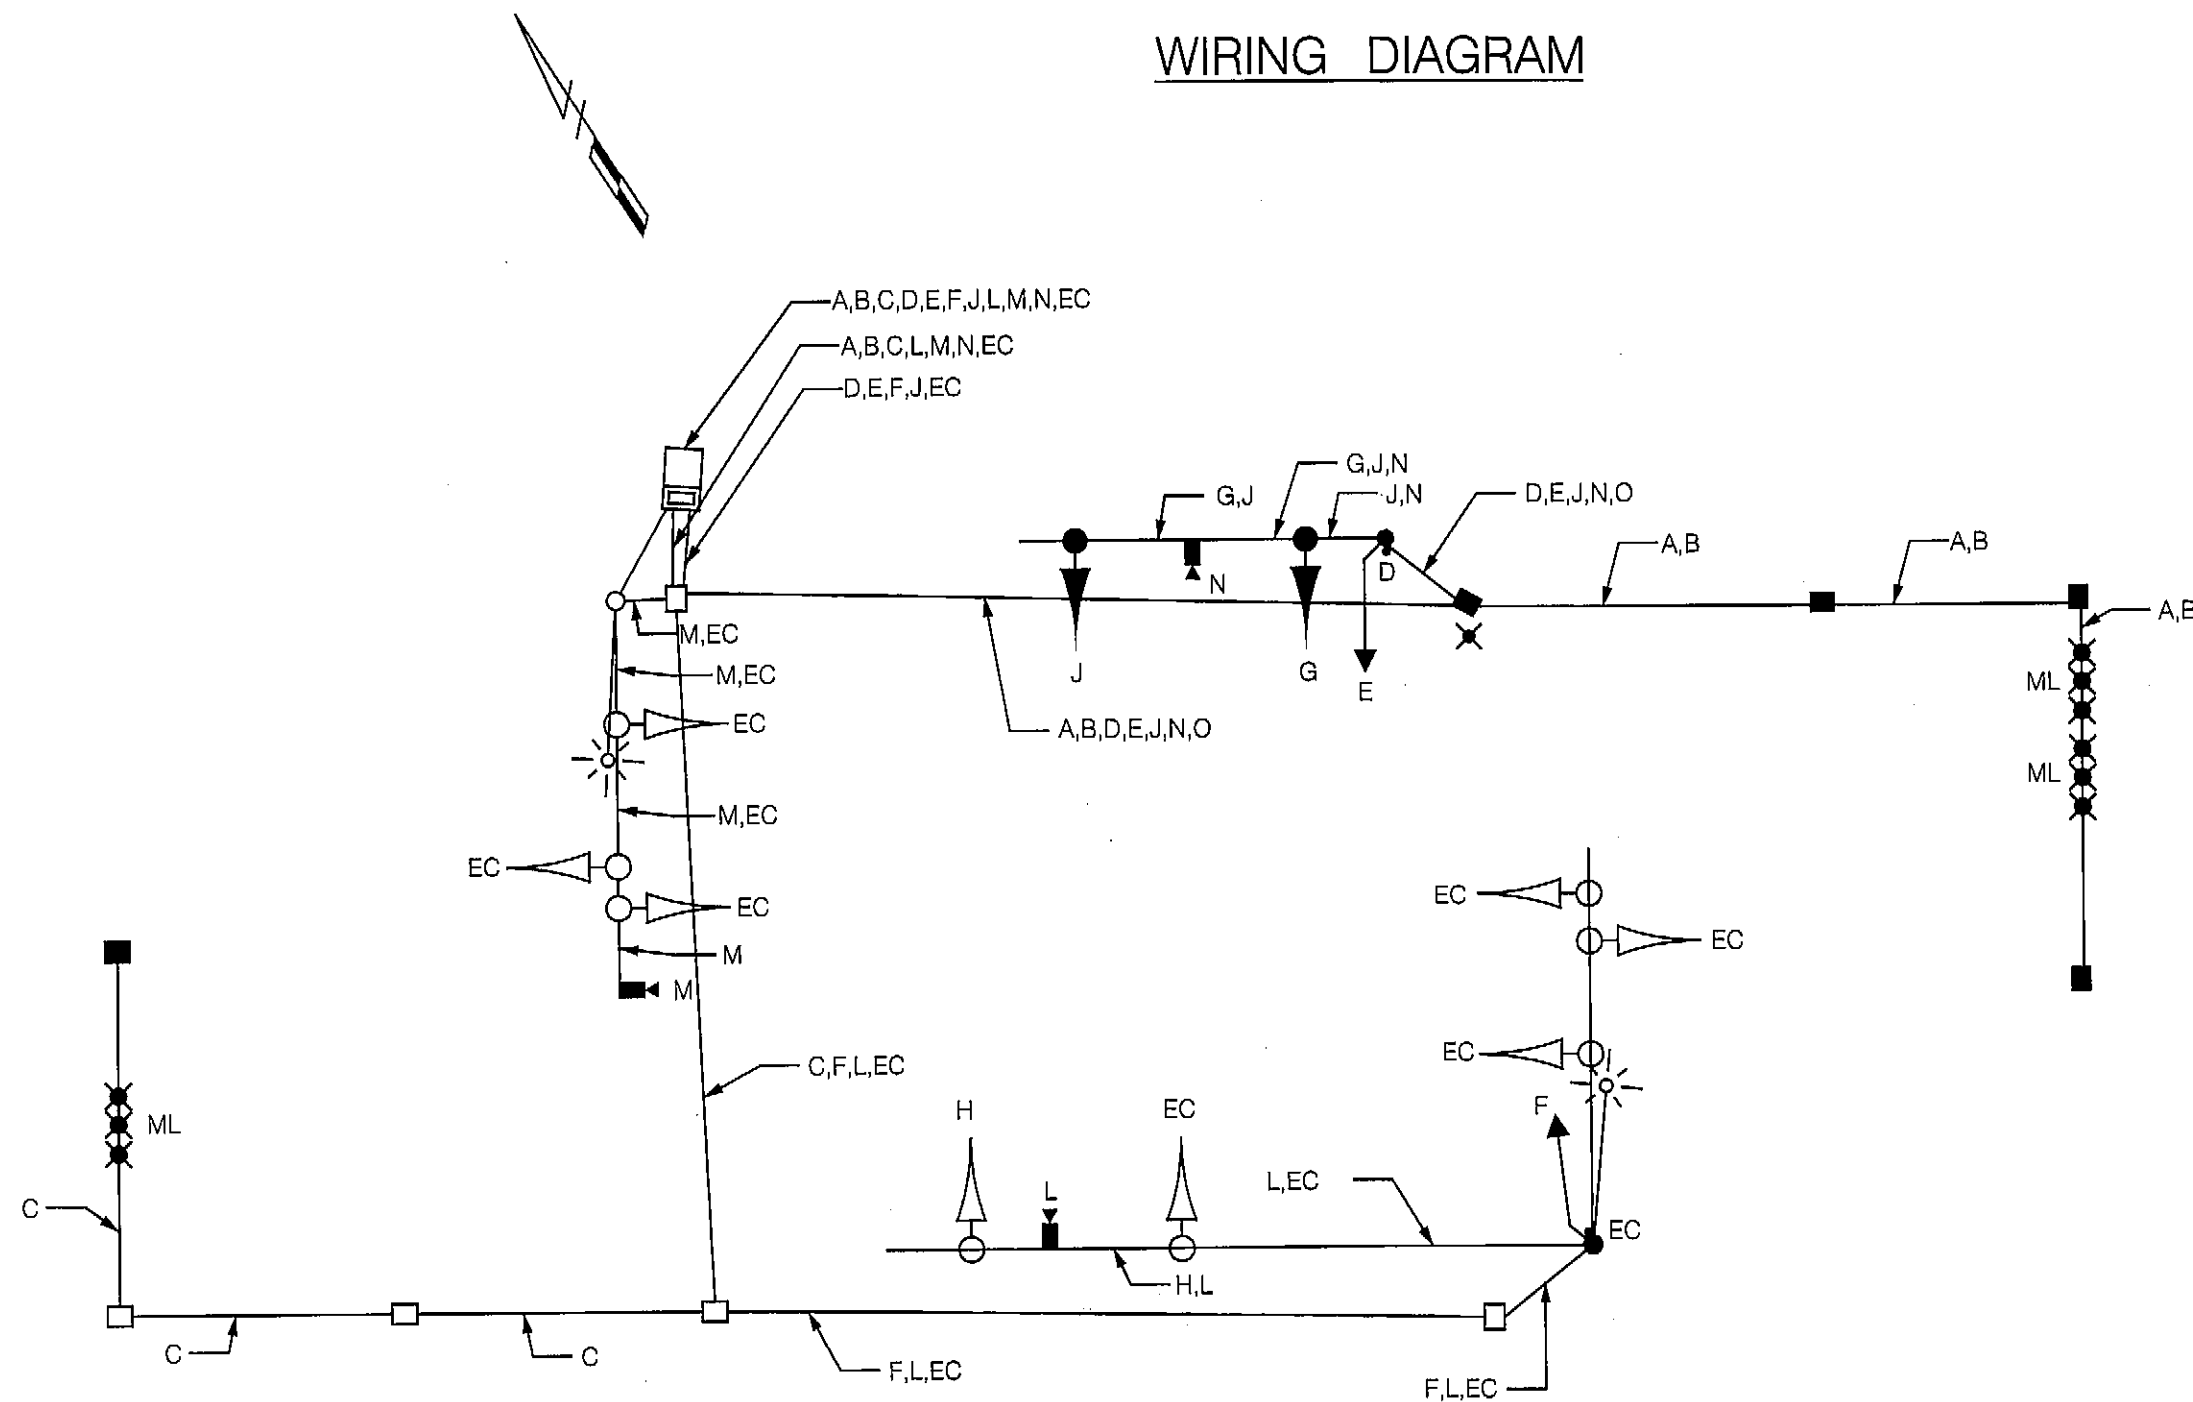 WIRING DIAGRAM
A,B,C,D,E,F,J,L,M,N,EC
A,B,C,L,M,N,EC
D,E,F,J,EC
G,J,N
G,J
J,N
D,E,J,N,O
A,B
A,B
N
D
A,B
M,EC
M,EC
J
G
E
ML
EC
A,B,D,E,J,N,O
ML
M,EC
EC
EC
EC
EC
M
M
EC
C,F,L,EC
H
EC
F
ML
L,EC
L
C
EC
H,L
C
C
F,L,EC
F,L,EC